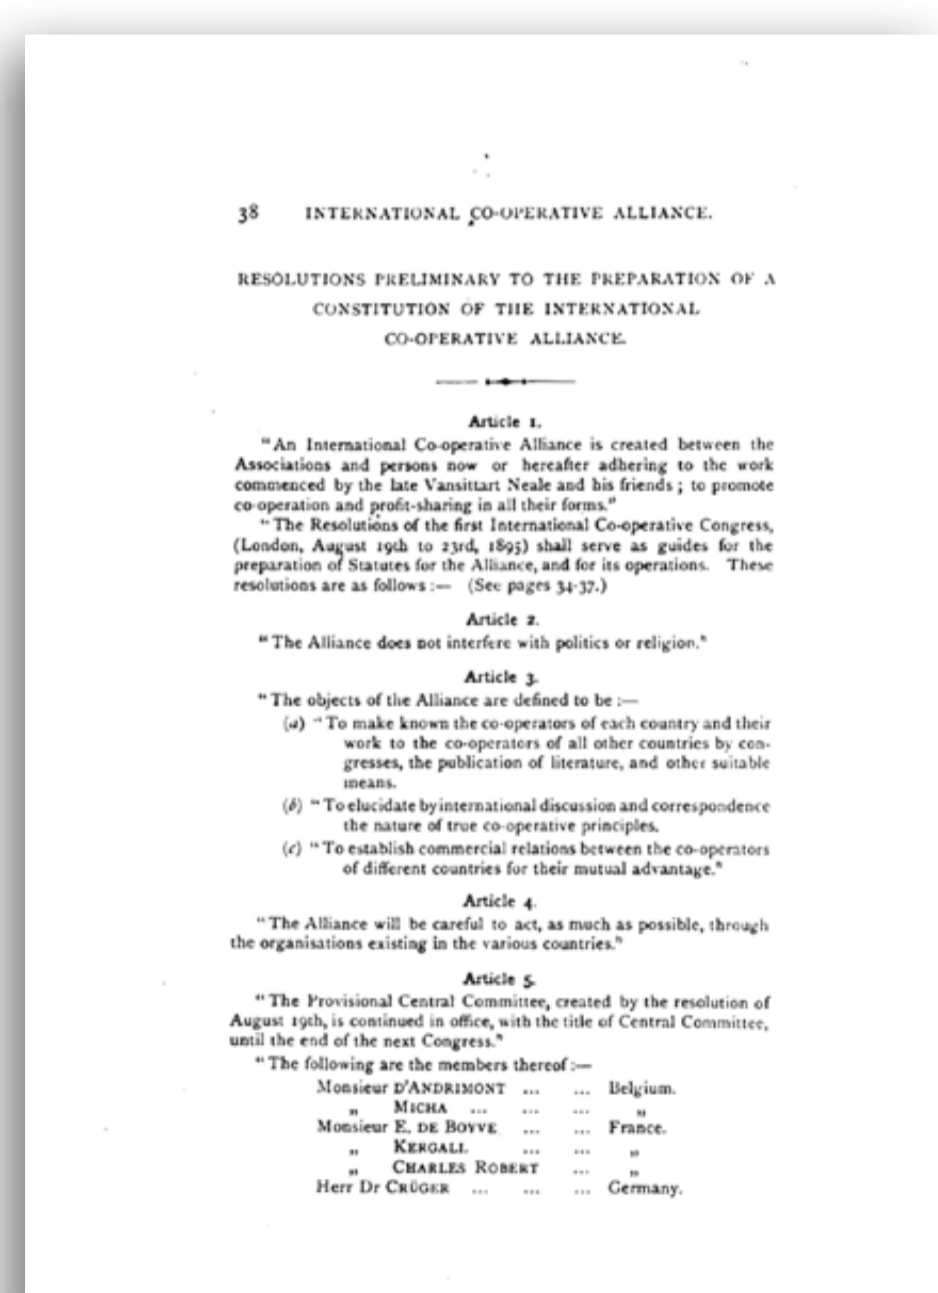 38 INTERNATIONAL CO-OPERATIVE ALLIANCE.
RESOLUTIONS PRELIMINARY TO THE PREPARATION OF A
CONSTITUTION OF THE INTERNATIONAL
CO-OPERATIVE ALLIANCE.
Article 1.
"An International Co-operative Alliance is created between the
Associations and persons now or hereafter adhering to the work
commenced by the late Vansittart Neale and his friends; to promote
co-operation and profit-sharing in all their forms."
"The Resolutions of the first International Co-operative Congress,
(London, August 19th to 23rd, 1895) shall serve as guides for the
preparation of Statutes for the Alliance, and for its operations. These
resolutions are as follows:— (See pages 34-37.)
Article 2.
"The Alliance does not interfere with politics or religion."
Article 3.
"The objects of the Alliance are defined to be:—
(a) "To make known the co-operators of each country and their
work to the co-operators of all other countries by con-
gresses, the publication of literature, and other suitable
means.
(b) "To elucidate by international discussion and correspondence
the nature of true co-operative principles.
(c) "To establish commercial relations between the co-operators
of different countries for their mutual advantage."
Article 4.
"The Alliance will be careful to act, as much as possible, through
the organisations existing in the various countries."
Article 5.
"The Provisional Central Committee, created by the resolution of
August 19th, is continued in office, with the title of Central Committee,
until the end of the next Congress."
"The following are the members thereof:—
Monsieur D'ANDRIMONT ... ... Belgium.
„ MICHA ... ... ... „
Monsieur E. DE BOYVE ... ... France.
„ KERGALL ... ... „
„ CHARLES ROBERT ... „
Herr Dr CRÜGER ... ... ... Germany.